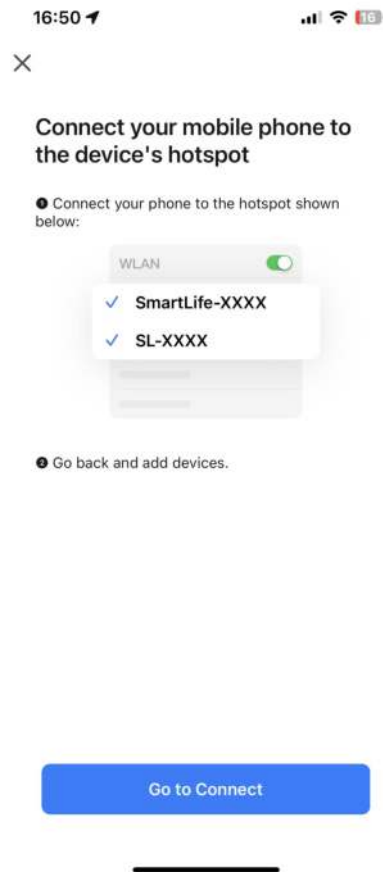 16:50
16
Connect your mobile phone to
the device's hotspot
❶ Connect your phone to the hotspot shown
below:
WLAN
SmartLife-XXXX
SL-XXXX
❷ Go back and add devices.
Go to Connect